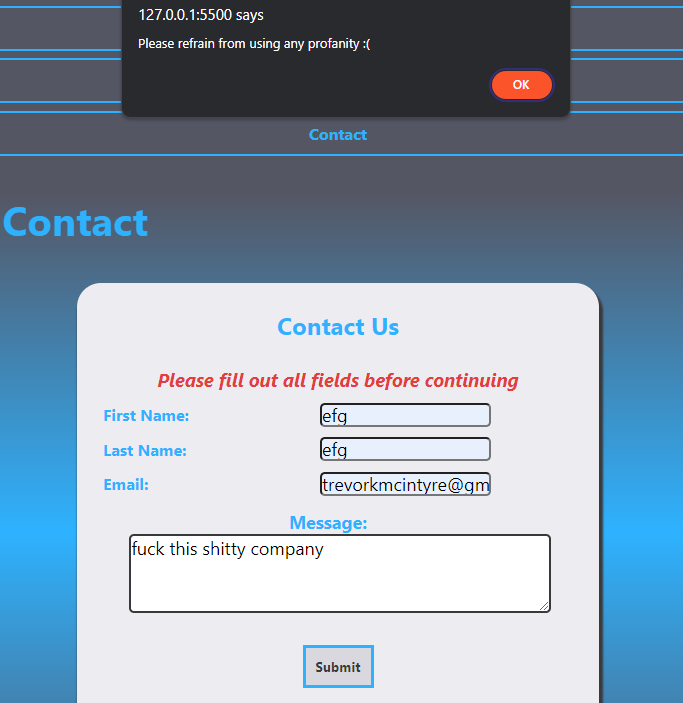 127.0.0.1:5500 says
Please refrain from using any profanity :(
OK
Contact
Contact
Contact Us
Please fill out all fields before continuing
First Name:
efg
Last Name:
efg
Email:
trevorkmcintyre@gm
Message:
fuck this shitty company
Submit